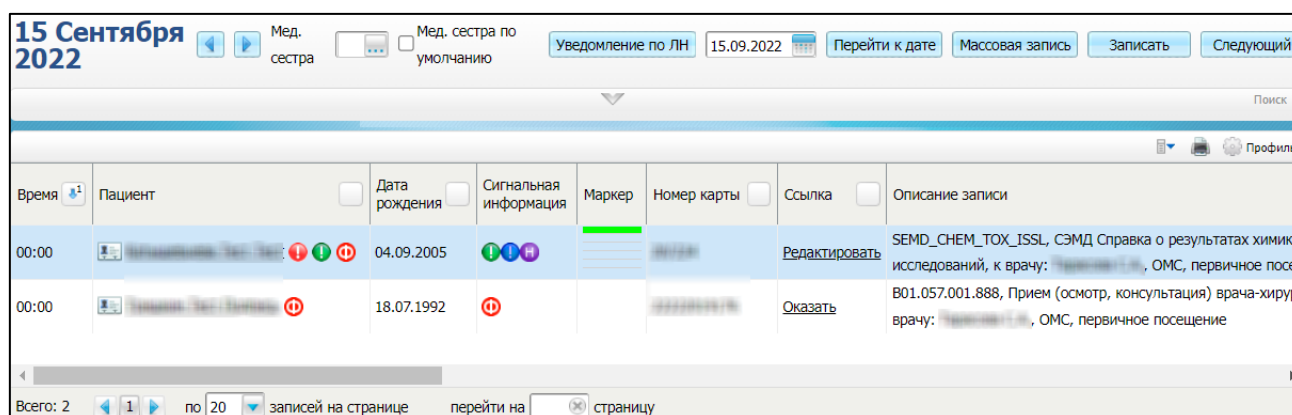 15 Сентября
2022
Мед.
сестра
...
Мед. сестра по
умолчанию
Уведомление по ЛН
15.09.2022
Перейти к дате
Массовая запись
Записать
Следующий
Поиск
Профиль
Время
1
Пациент
Дата
рождения
Сигнальная
информация
Маркер
Номер карты
Ссылка
Описание записи
00:00
04.09.2005
Н
Редактировать
SEMD_CHEM_TOX_ISSL, СЭМД Справка о результатах химик
исследований, к врачу: , ОМС, первичное посе
00:00
18.07.1992
Оказать
B01.057.001.888, Прием (осмотр, консультация) врача-хирур
врачу: , ОМС, первичное посещение
Всего: 2
1
по 20 записей на странице
перейти на страницу